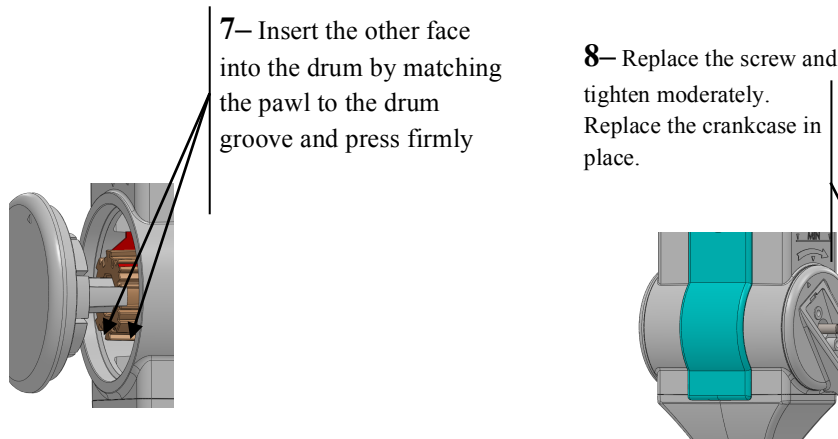 7– Insert the other face
into the drum by matching
the pawl to the drum
groove and press firmly
8– Replace the screw and
tighten moderately.
Replace the crankcase in
place.
MIN